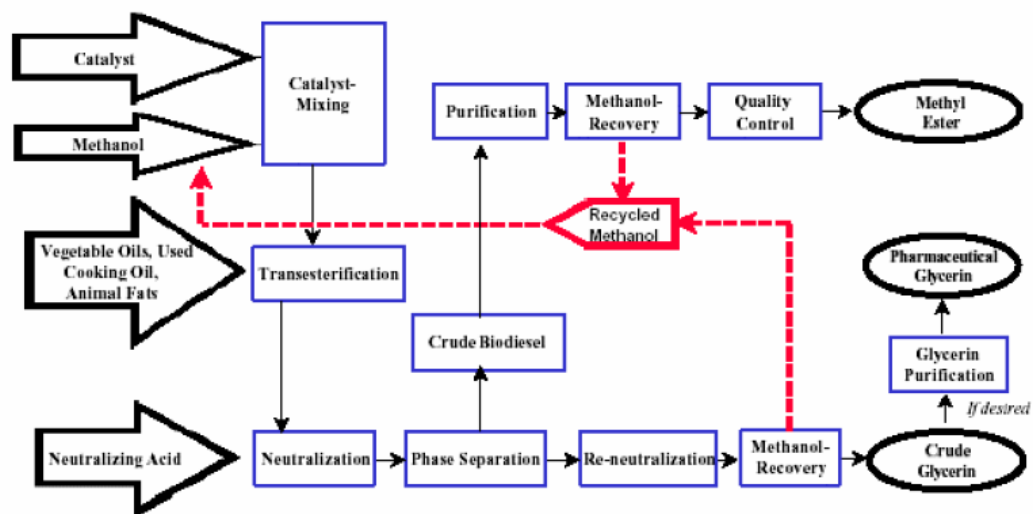 Catalyst
Catalyst-
Mixing
Methanol
Purification
Methanol-
Recovery
Quality
Control
Methyl
Ester
Recycled
Methanol
Vegetable Oils, Used
Cooking Oil,
Animal Fats
Transesterification
Pharmaceutical
Glycerin
Crude Biodiesel
Glycerin
Purification
If desired
Neutralizing Acid
Neutralization
Phase Separation
Re-neutralization
Methanol-
Recovery
Crude
Glycerin